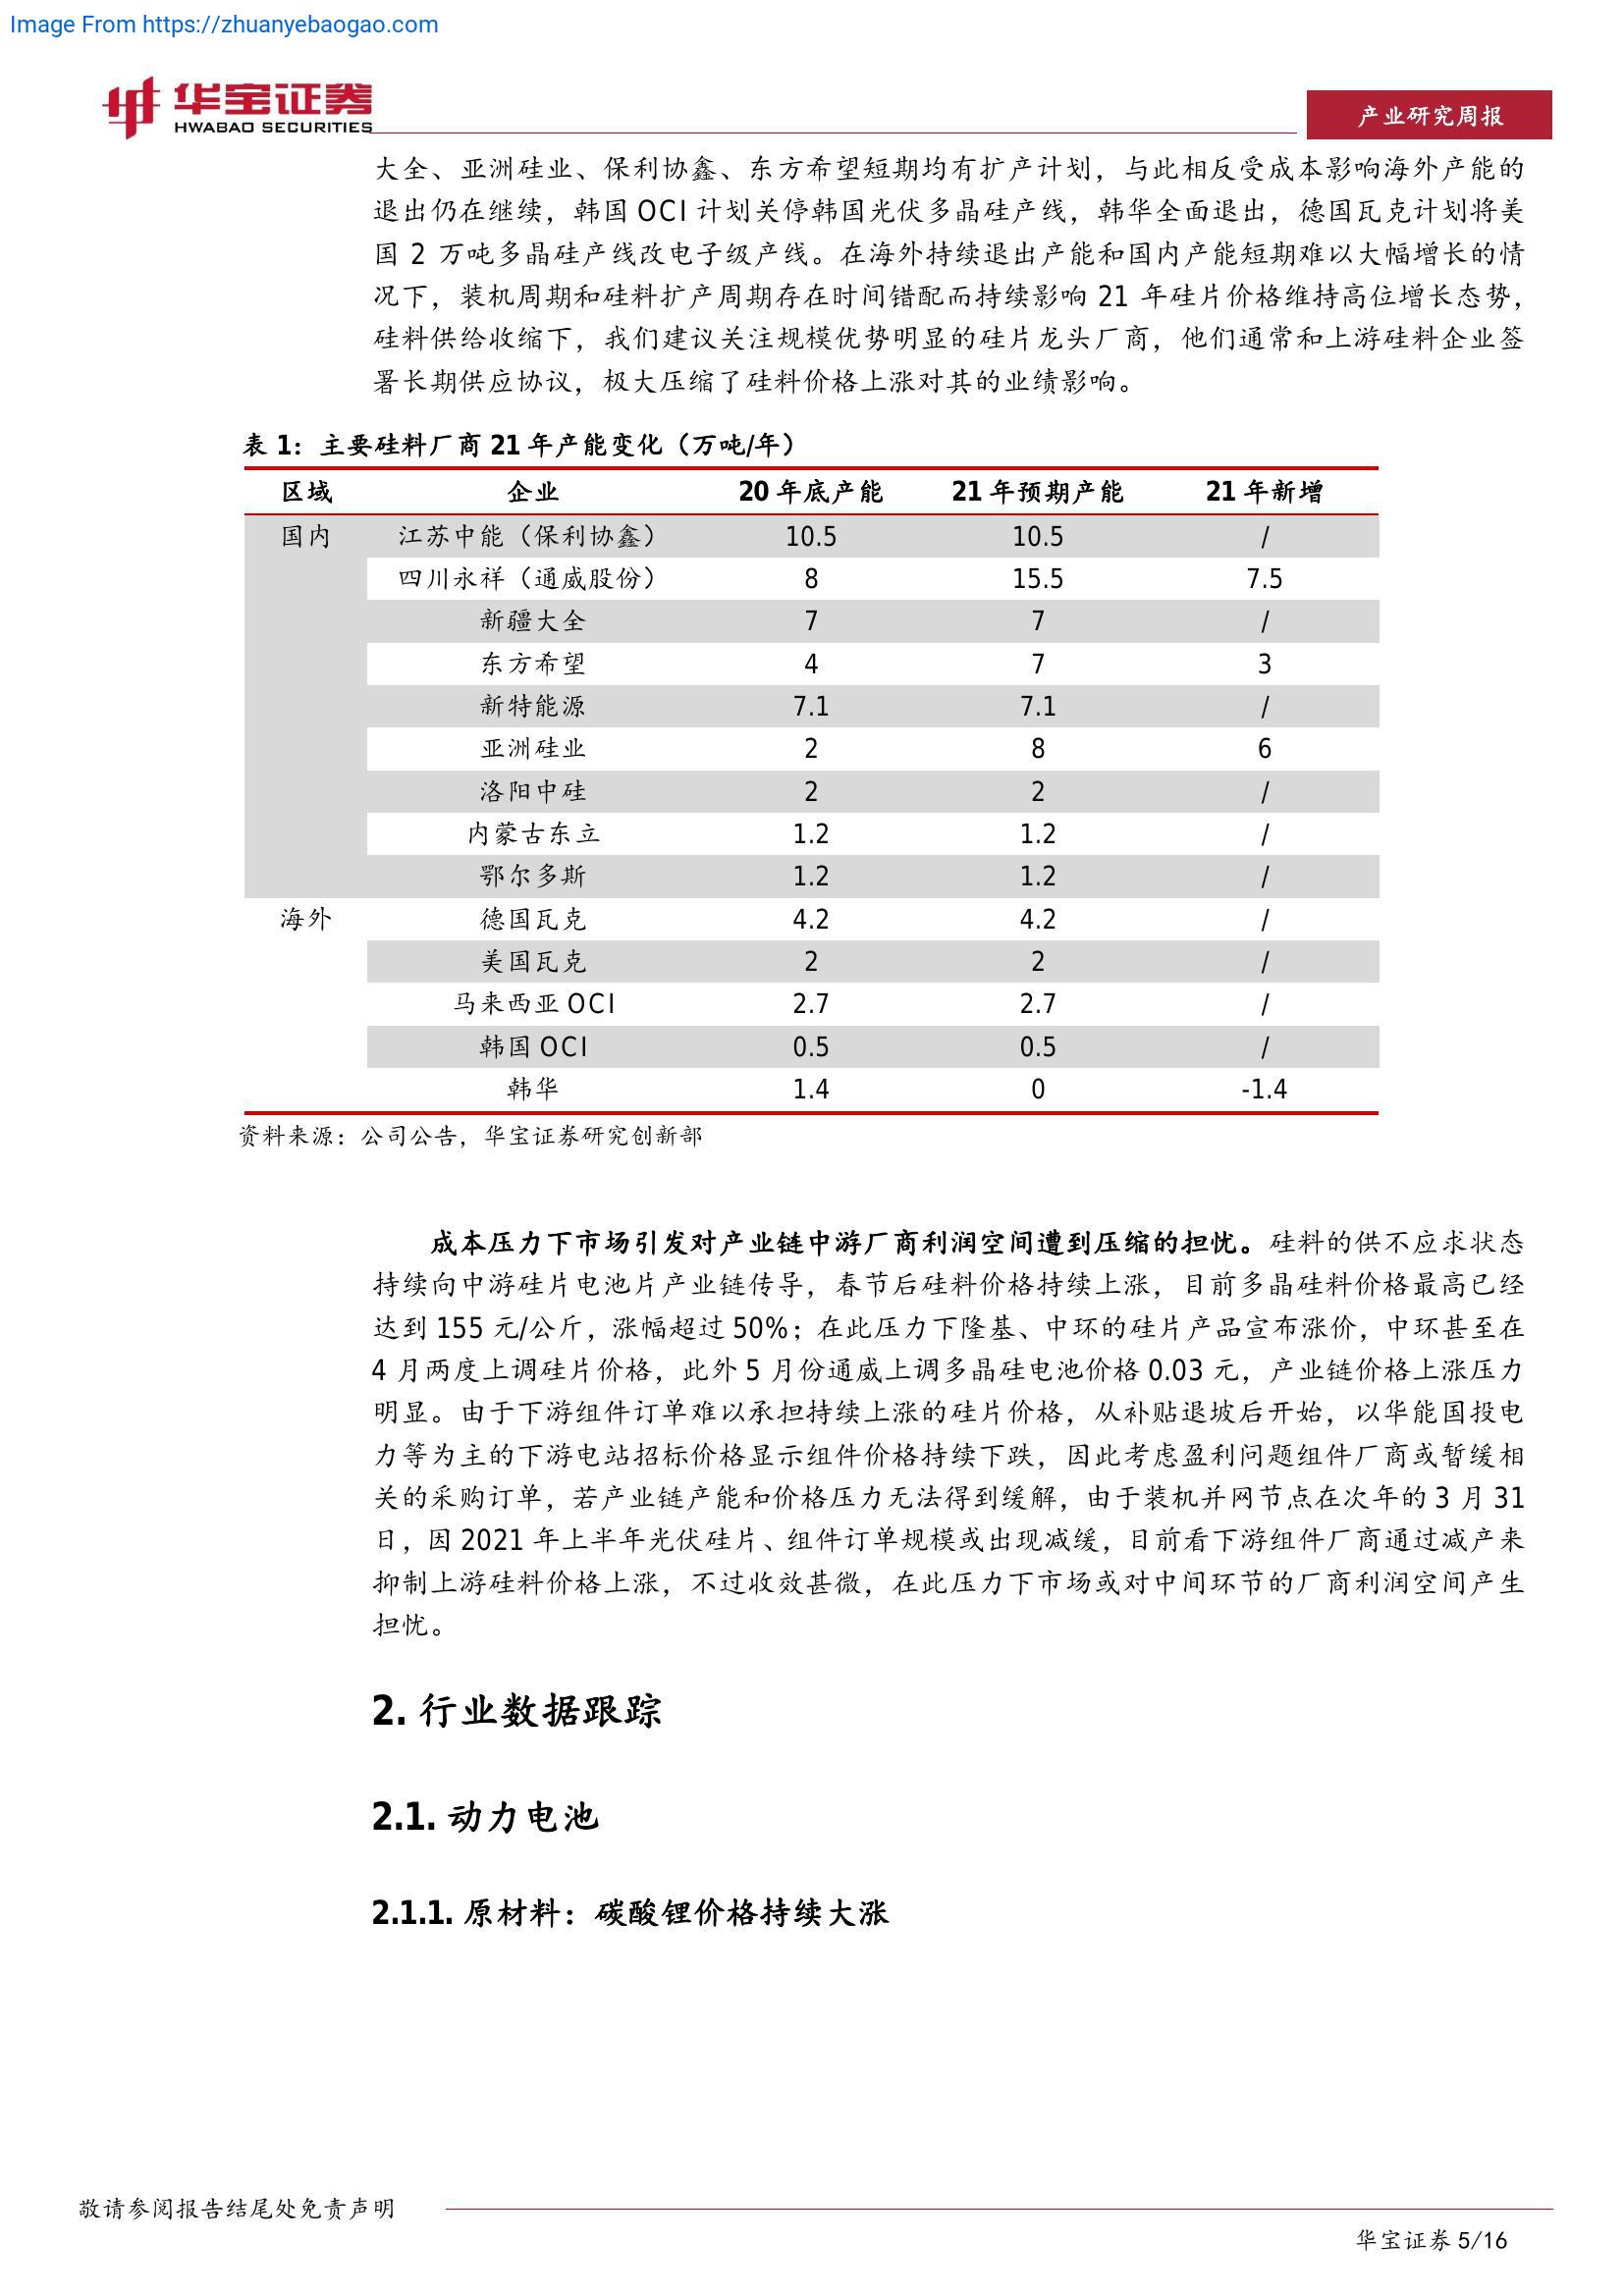 Image From https://zhuanyebaogao.com
华宝证券
HWABAO SECURITIES
产业研究周报
大全、亚洲硅业、保利协鑫、东方希望短期均有扩产计划，与此相反受成本影响海外产能的
退出仍在继续，韩国 OCI 计划关停韩国光伏多晶硅产线，韩华全面退出，德国瓦克计划将美
国 2 万吨多晶硅产线改电子级产线。在海外持续退出产能和国内产能短期难以大幅增长的情
况下，装机周期和硅料扩产周期存在时间错配而持续影响 21 年硅片价格维持高位增长态势，
硅料供给收缩下，我们建议关注规模优势明显的硅片龙头厂商，他们通常和上游硅料企业签
署长期供应协议，极大压缩了硅料价格上涨对其的业绩影响。
表 1：主要硅料厂商 21 年产能变化（万吨/年）
区域 企业 20 年底产能 21 年预期产能 21 年新增
国内 江苏中能（保利协鑫） 10.5 10.5 /
四川永祥（通威股份） 8 15.5 7.5
新疆大全 7 7 /
东方希望 4 7 3
新特能源 7.1 7.1 /
亚洲硅业 2 8 6
洛阳中硅 2 2 /
内蒙古东立 1.2 1.2 /
鄂尔多斯 1.2 1.2 /
海外 德国瓦克 4.2 4.2 /
美国瓦克 2 2 /
马来西亚 OCI 2.7 2.7 /
韩国 OCI 0.5 0.5 /
韩华 1.4 0 -1.4
资料来源：公司公告，华宝证券研究创新部
成本压力下市场引发对产业链中游厂商利润空间遭到压缩的担忧。硅料的供不应求状态
持续向中游硅片电池片产业链传导，春节后硅料价格持续上涨，目前多晶硅料价格最高已经
达到 155 元/公斤，涨幅超过 50%；在此压力下隆基、中环的硅片产品宣布涨价，中环甚至在
4 月两度上调硅片价格，此外 5 月份通威上调多晶硅电池价格 0.03 元，产业链价格上涨压力
明显。由于下游组件订单难以承担持续上涨的硅片价格，从补贴退坡后开始，以华能国投电
力等为主的下游电站招标价格显示组件价格持续下跌，因此考虑盈利问题组件厂商或暂缓相
关的采购订单，若产业链产能和价格压力无法得到缓解，由于装机并网节点在次年的 3 月 31
日，因 2021 年上半年光伏硅片、组件订单规模或出现减缓，目前看下游组件厂商通过减产来
抑制上游硅料价格上涨，不过收效甚微，在此压力下市场或对中间环节的厂商利润空间产生
担忧。
2. 行业数据跟踪
2.1. 动力电池
2.1.1. 原材料：碳酸锂价格持续大涨
敬请参阅报告结尾处免责声明
华宝证券 5/16